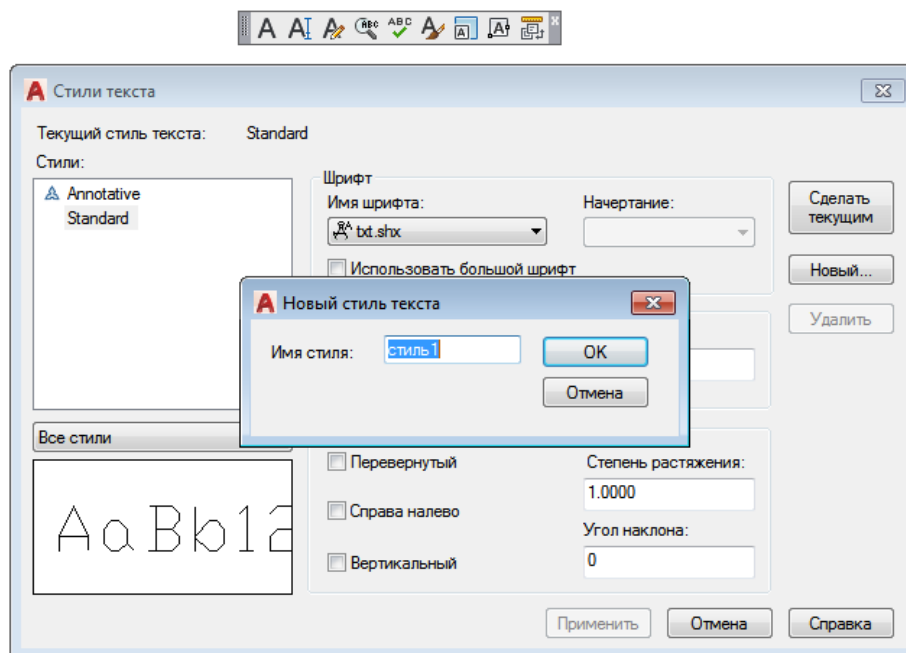 Стили текста
Текущий стиль текста: Standard
Стили:
Annotative
Standard
Шрифт
Имя шрифта: Начертание:
txt.shx
Использовать большой шрифт
Сделать текущим
Новый...
Удалить
Новый стиль текста
Имя стиля: стиль1
OK
Отмена
Все стили
AaBb12
Перевернутый
Справа налево
Вертикальный
Степень растяжения:
1.0000
Угол наклона:
0
Применить Отмена Справка